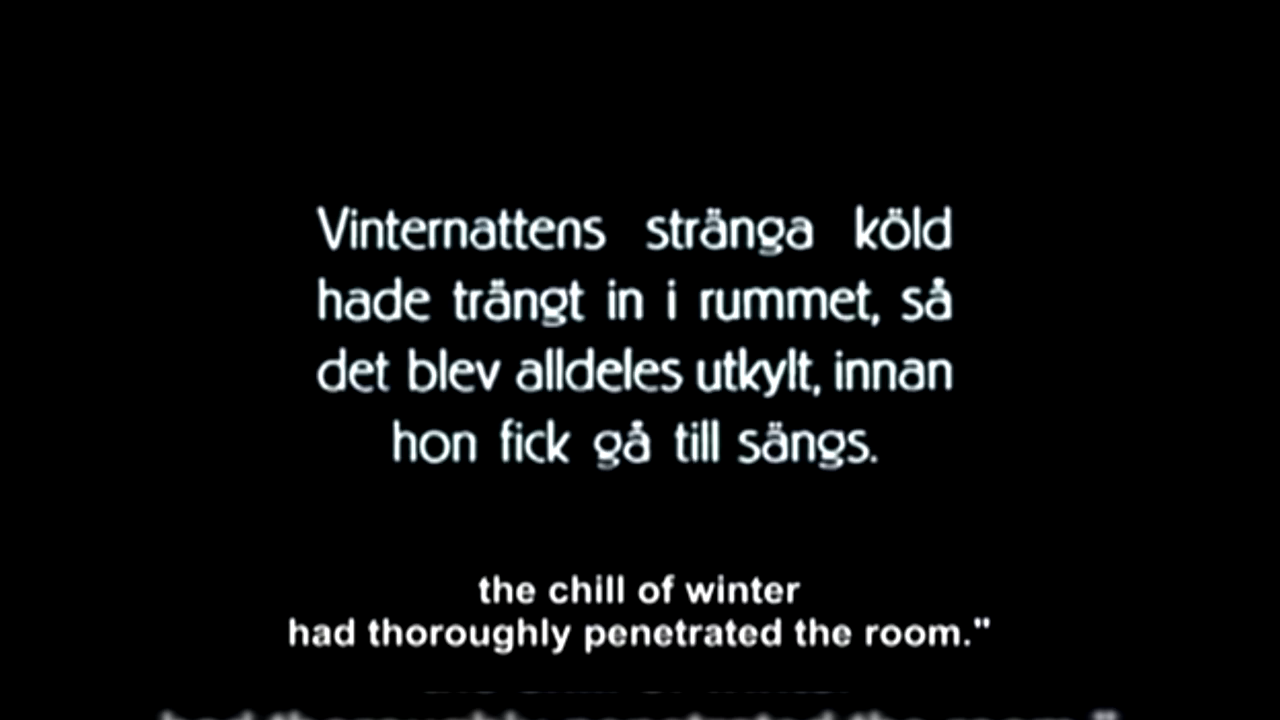 Vinternattens stränga köld
hade trängt in i rummet, så
det blev alldeles utkylt, innan
hon fick gå till sängs.
the chill of winter
had thoroughly penetrated the room."